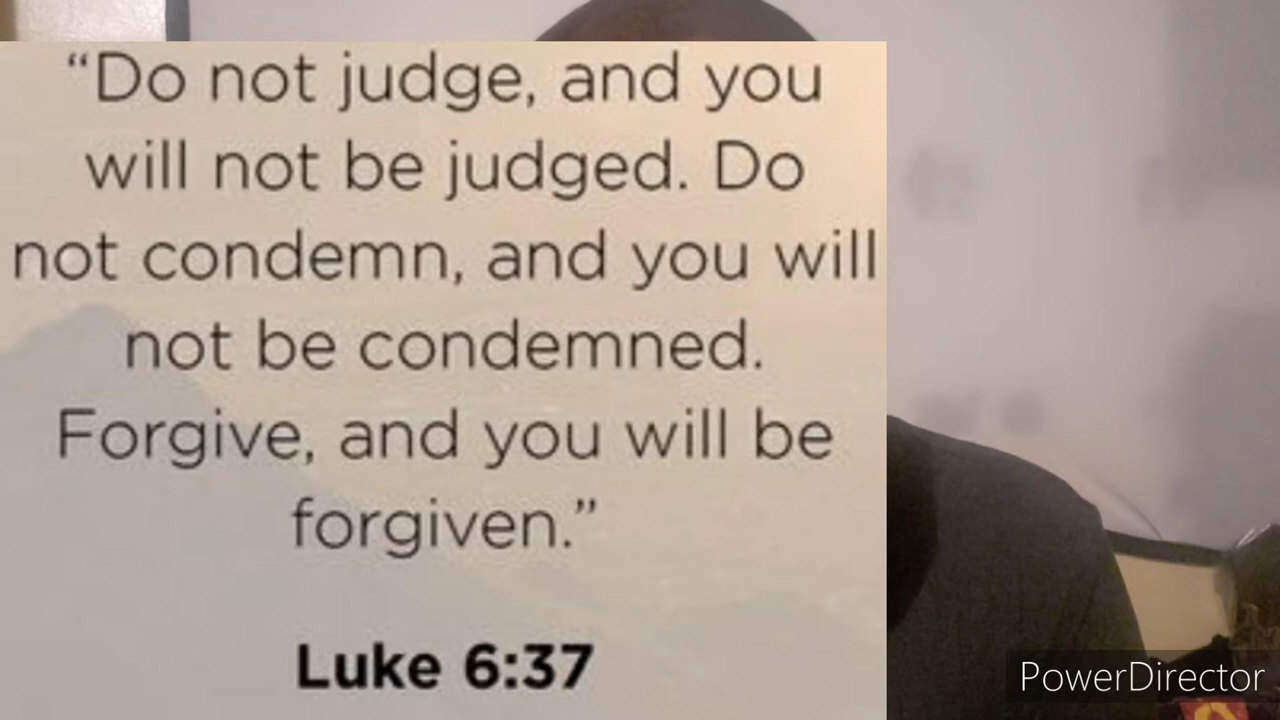 “Do not judge, and you
will not be judged. Do
not condemn, and you will
not be condemned.
Forgive, and you will be
forgiven.”
Luke 6:37
PowerDirector